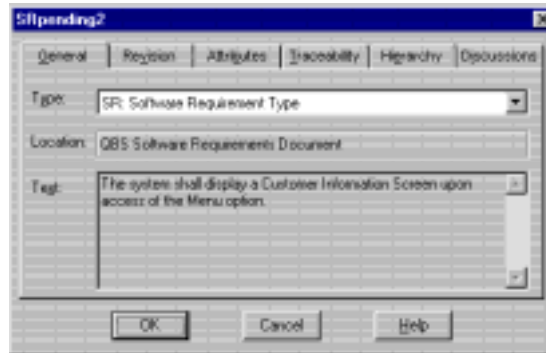 SRpending2
General Revision Attributes Traceability Hierarchy Discussions
Type: SR: Software Requirement Type
Location: QBS Software Requirements Document
Text: The system shall display a Customer Information Screen upon
access of the Menu option.
OK Cancel Help